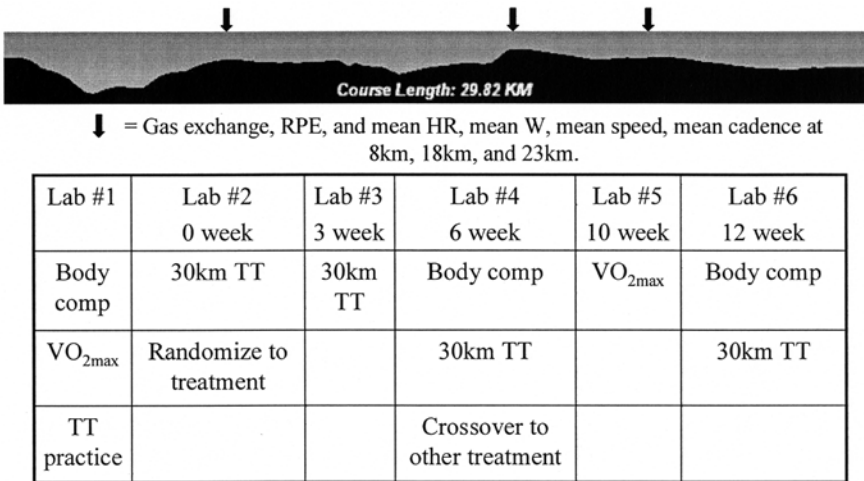 Course Length: 29.82 KM
= Gas exchange, RPE, and mean HR, mean W, mean speed, mean cadence at
8km, 18km, and 23km.
Lab #1
Lab #2
0 week
Lab #3
3 week
Lab #4
6 week
Lab #5
10 week
Lab #6
12 week
Body
comp
30km TT
30km
TT
Body comp
VO2max
Body comp
VO2max
Randomize to
treatment
30km TT
30km TT
TT
practice
Crossover to
other treatment